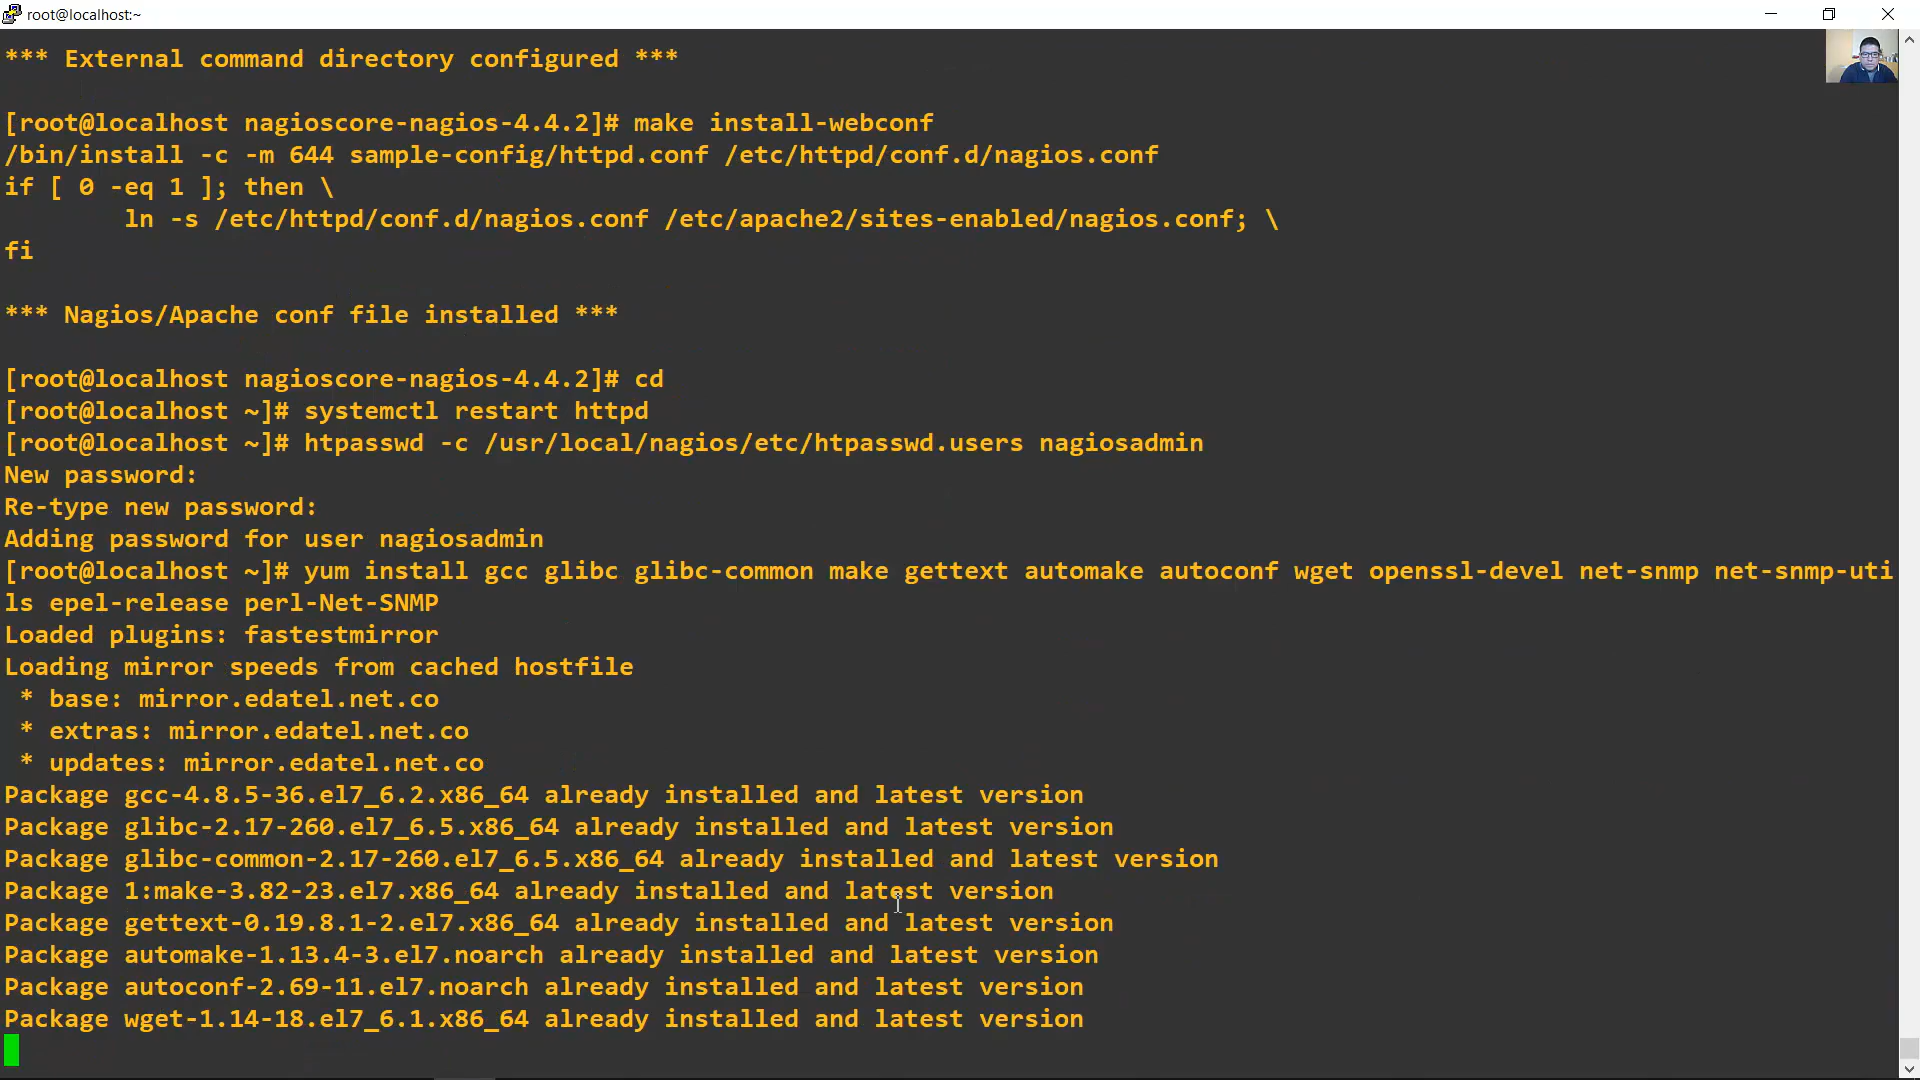 root@localhost:~
*** External command directory configured ***
[root@localhost nagioscore-nagios-4.4.2]# make install-webconf
/bin/install -c -m 644 sample-config/httpd.conf /etc/httpd/conf.d/nagios.conf
if [ 0 -eq 1 ]; then \
ln -s /etc/httpd/conf.d/nagios.conf /etc/apache2/sites-enabled/nagios.conf; \
fi
*** Nagios/Apache conf file installed ***
[root@localhost nagioscore-nagios-4.4.2]# cd
[root@localhost ~]# systemctl restart httpd
[root@localhost ~]# htpasswd -c /usr/local/nagios/etc/htpasswd.users nagiosadmin
New password:
Re-type new password:
Adding password for user nagiosadmin
[root@localhost ~]# yum install gcc glibc glibc-common make gettext automake autoconf wget openssl-devel net-snmp net-snmp-uti
ls epel-release perl-Net-SNMP
Loaded plugins: fastestmirror
Loading mirror speeds from cached hostfile
* base: mirror.edatel.net.co
* extras: mirror.edatel.net.co
* updates: mirror.edatel.net.co
Package gcc-4.8.5-36.el7_6.2.x86_64 already installed and latest version
Package glibc-2.17-260.el7_6.5.x86_64 already installed and latest version
Package glibc-common-2.17-260.el7_6.5.x86_64 already installed and latest version
Package 1:make-3.82-23.el7.x86_64 already installed and latest version
Package gettext-0.19.8.1-2.el7.x86_64 already installed and latest version
Package automake-1.13.4-3.el7.noarch already installed and latest version
Package autoconf-2.69-11.el7.noarch already installed and latest version
Package wget-1.14-18.el7_6.1.x86_64 already installed and latest version